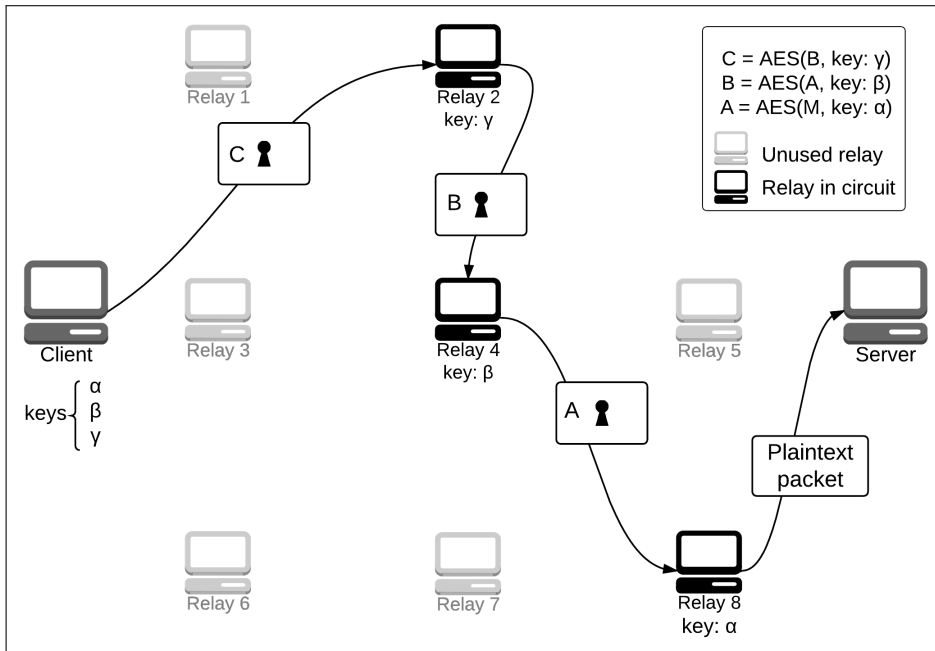 Relay 1
Relay 2
key: γ
C = AES(B, key: γ)
B = AES(A, key: β)
A = AES(M, key: α)
Unused relay
Relay in circuit
C
B
Client
keys
α
β
γ
Relay 3
Relay 4
key: β
Relay 5
Server
A
Plaintext
packet
Relay 6
Relay 7
Relay 8
key: α